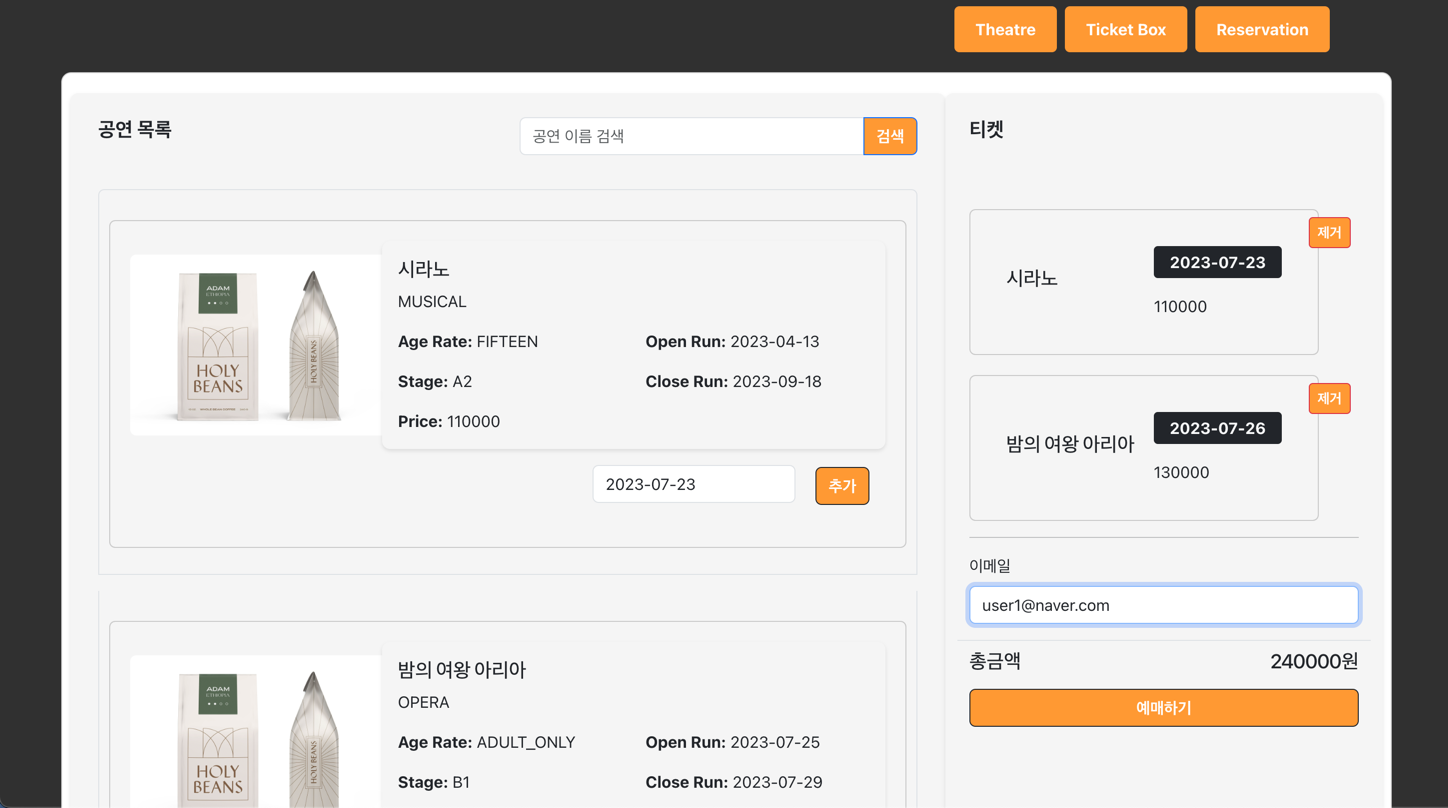 Theatre
Ticket Box
Reservation
공연 목록
공연 이름 검색
검색
ADAM
ETHIOPIA
HOLY
BEANS
HOLY BEANS
시라노
MUSICAL
Age Rate: FIFTEEN
Open Run: 2023-04-13
Stage: A2
Close Run: 2023-09-18
Price: 110000
2023-07-23
추가
ADAM
ETHIOPIA
HOLY
BEANS
HOLY BEANS
밤의 여왕 아리아
OPERA
Age Rate: ADULT_ONLY
Open Run: 2023-07-25
Stage: B1
Close Run: 2023-07-29
티켓
제거
시라노
2023-07-23
110000
제거
밤의 여왕 아리아
2023-07-26
130000
이메일
user1@naver.com
총금액
240000원
예매하기